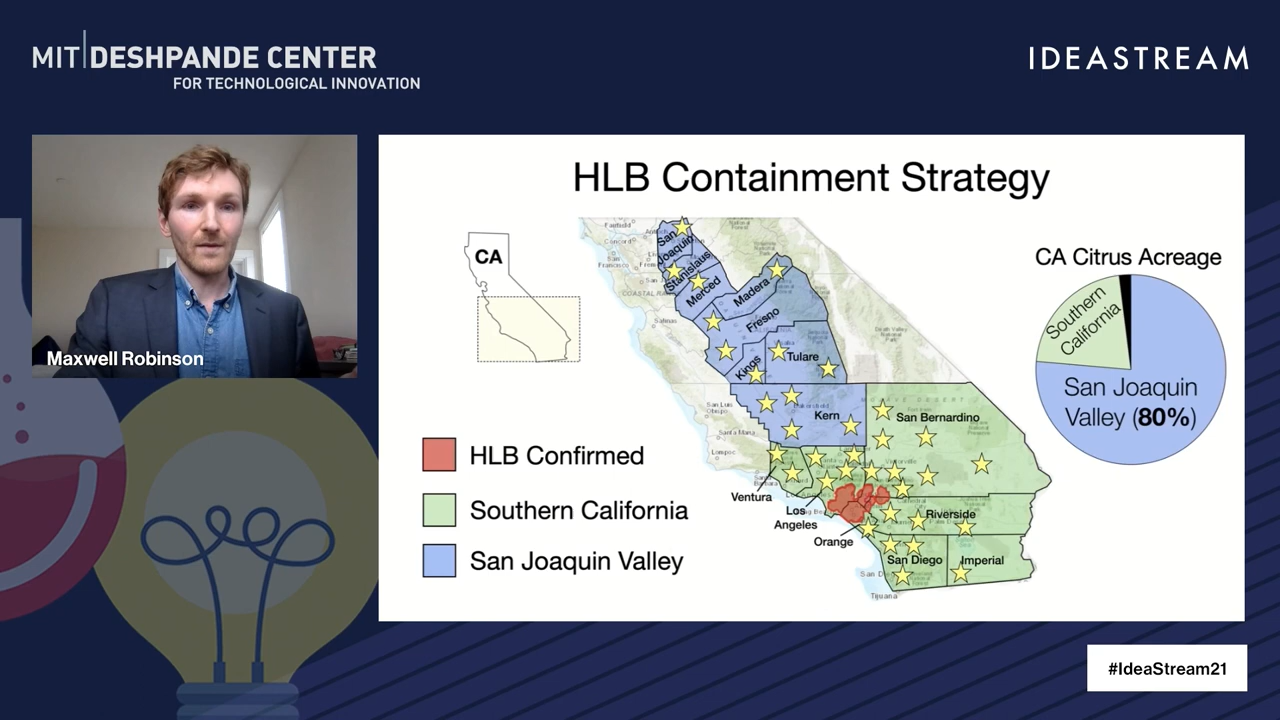 MIT DESHPANDE CENTER
FOR TECHNOLOGICAL INNOVATION
IDEASTREAM
Maxwell Robinson
HLB Containment Strategy
CA
San
Joaquin
Stanislaus
Merced
Madera
Fresno
Kings
Tulare
Kern
San Bernardino
Ventura
Los
Angeles
Orange
Riverside
San Diego
Imperial
Tijuana
HLB Confirmed
Southern California
San Joaquin Valley
CA Citrus Acreage
Southern
California
San Joaquin
Valley (80%)
#IdeaStream21